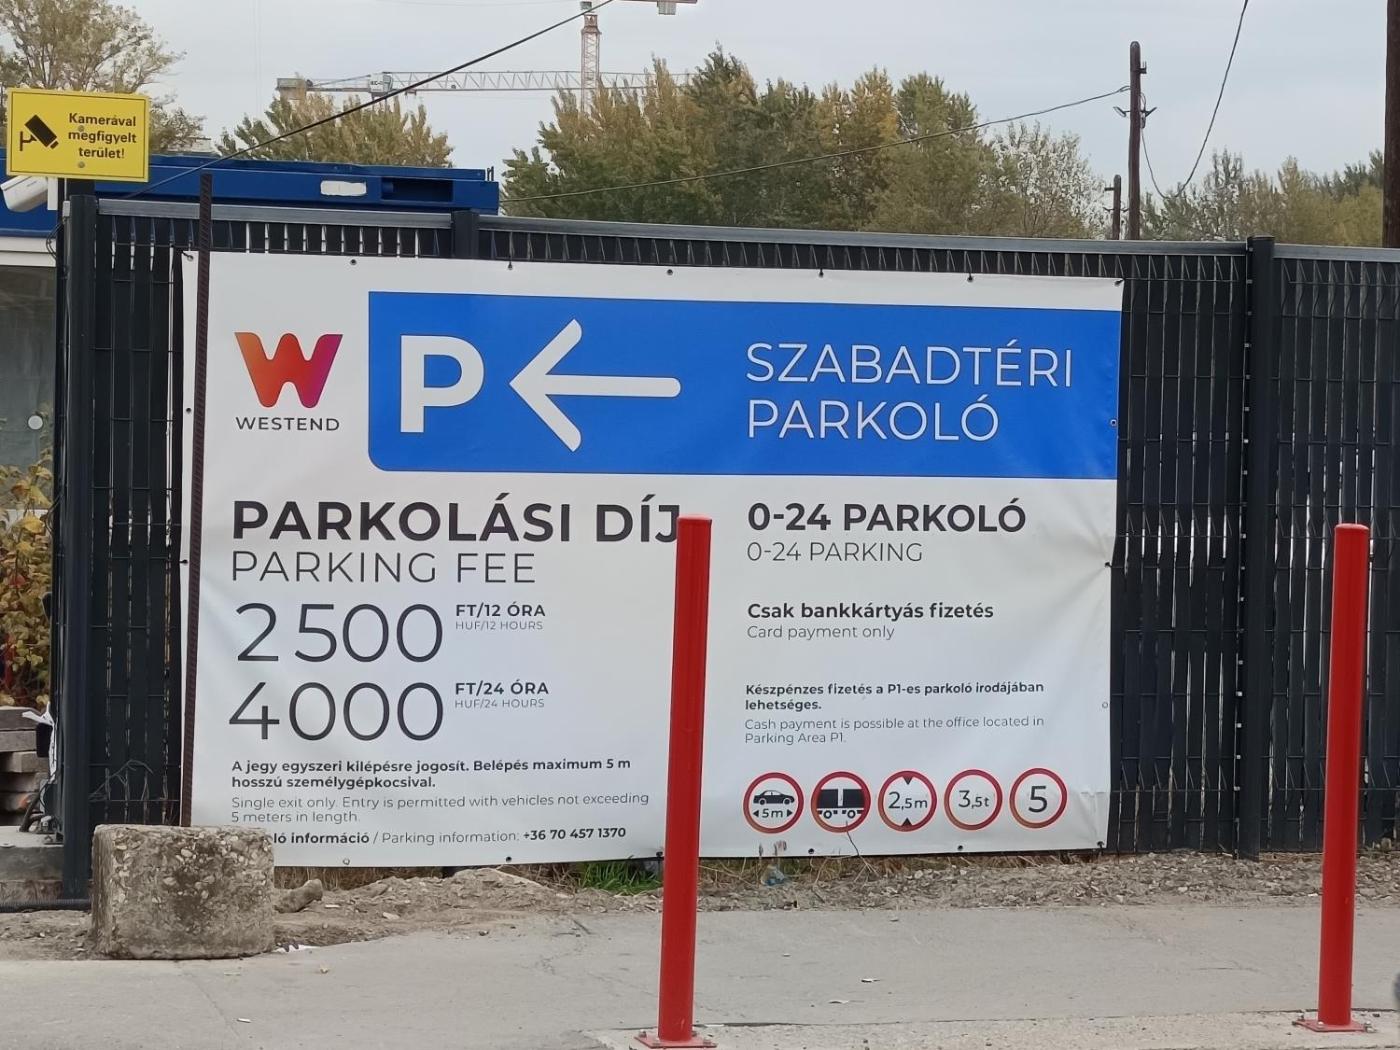 Kamerával
megfigyelt
terület!
WESTEND
P
SZABADTÉRI
PARKOLÓ
PARKOLÁSI DÍJ
PARKING FEE
2 500 FT/12 ÓRA
HUF/12 HOURS
4000 FT/24 ÓRA
HUF/24 HOURS
A jegy egyszeri kilépésre jogosít. Belépés maximum 5 m
hosszú személygépkocsival.
Single exit only. Entry is permitted with vehicles not exceeding
5 meters in length.
ló információ / Parking information: +36 70 457 1370
0-24 PARKOLÓ
0-24 PARKING
Csak bankkártyás fizetés
Card payment only
Készpénzes fizetés a P1-es parkoló irodájában
lehetséges.
Cash payment is possible at the office located in
Parking Area P1.
5m
2,5m
3,5t
5